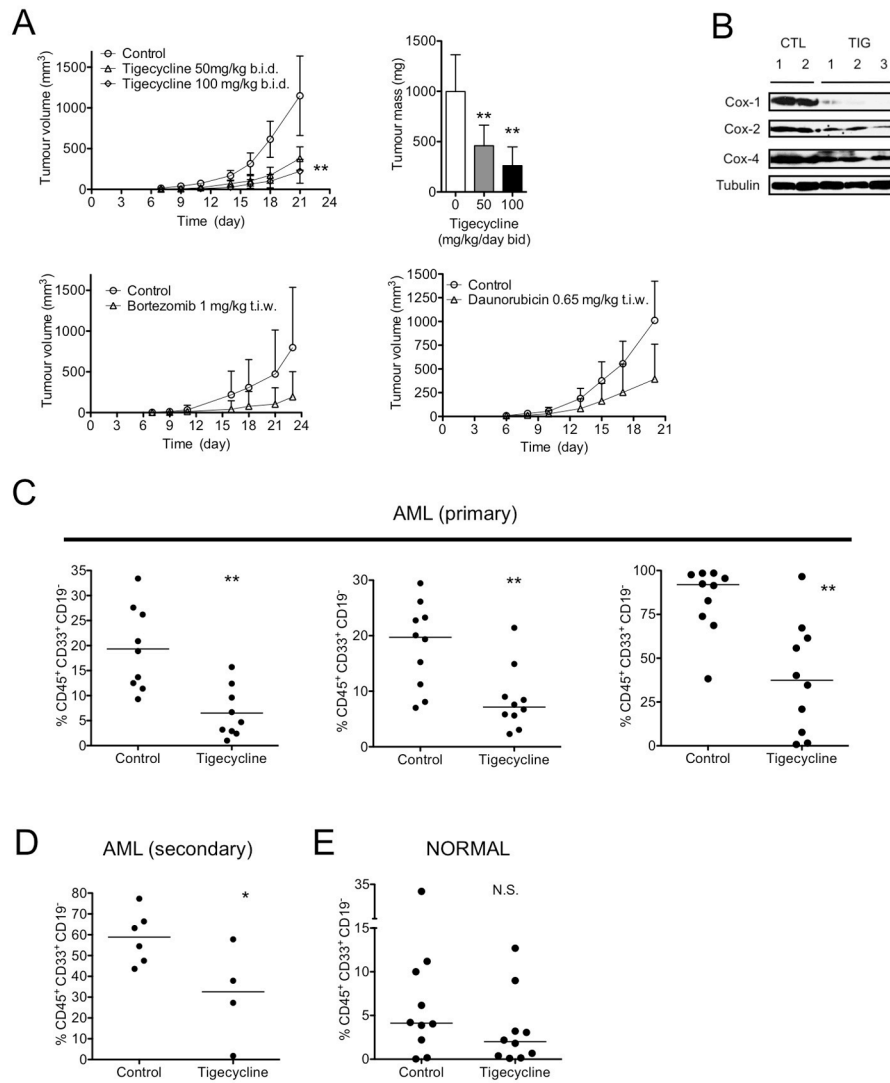 A
Tumour volume (mm³)
1500
1000
500
0
Control
Tigecycline 50mg/kg b.i.d.
Tigecycline 100 mg/kg b.i.d.
**
0 3 6 9 12 15 18 21 24
Time (day)
Tumour mass (mg)
1500
1000
500
0
**
**
0 50 100
Tigecycline
(mg/kg/day bid)
B
CTL TIG
1 2 1 2 3
Cox-1
Cox-2
Cox-4
Tubulin
Tumour volume (mm³)
1500
1000
500
0
Control
Bortezomib 1 mg/kg t.i.w.
0 3 6 9 12 15 18 21 24
Time (day)
Tumour volume (mm³)
1500
1250
1000
750
500
250
0
Control
Daunorubicin 0.65 mg/kg t.i.w.
0 3 6 9 12 15 18 21
Time (day)
C
AML (primary)
% CD45⁺ CD33⁺ CD19⁻
35
30
25
20
15
10
5
0
**
Control Tigecycline
% CD45⁺ CD33⁺ CD19⁻
30
20
10
0
**
Control Tigecycline
% CD45⁺ CD33⁺ CD19⁻
100
75
50
25
0
**
Control Tigecycline
D
AML (secondary)
% CD45⁺ CD33⁺ CD19⁻
80
70
60
50
40
30
20
10
0
*
Control Tigecycline
E
NORMAL
% CD45⁺ CD33⁺ CD19⁻
35
15
10
5
0
N.S.
Control Tigecycline